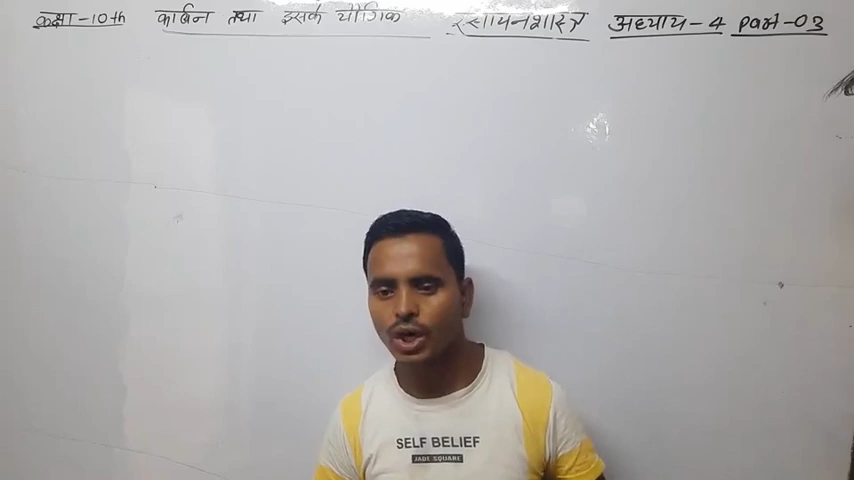 कक्षा-10th कार्बन तथा इसके यौगिक रसायनशास्त्र अध्याय-4 Part-03
SELF BELIEF
JADE SQUARE